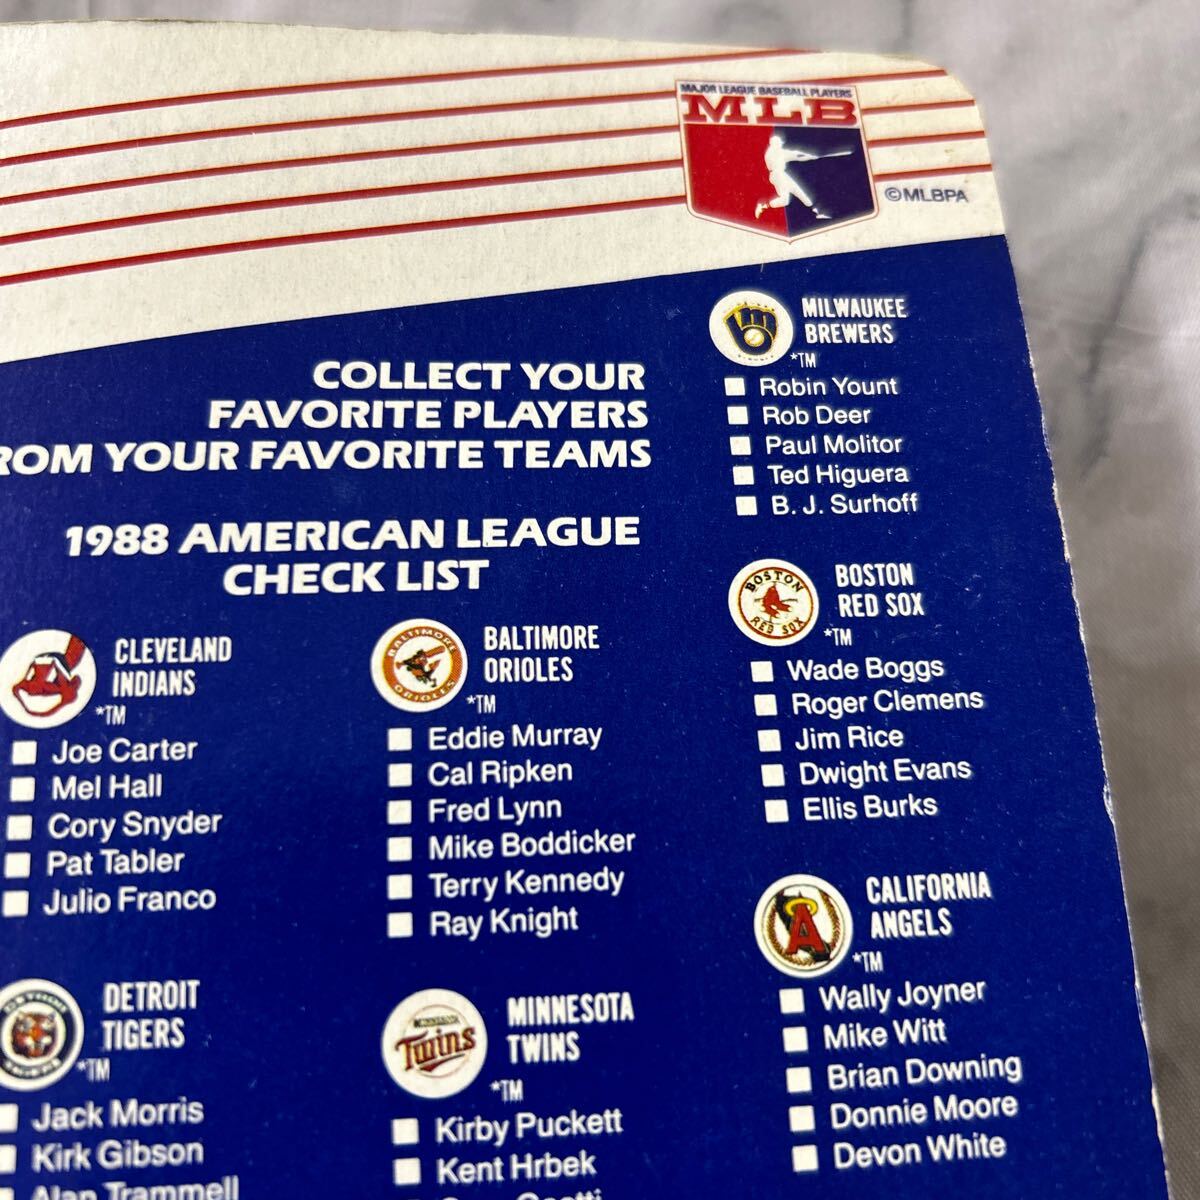 MAJOR LEAGUE BASEBALL PLAYERS
MLB
©MLBPA
COLLECT YOUR
FAVORITE PLAYERS
ROM YOUR FAVORITE TEAMS
1988 AMERICAN LEAGUE
CHECK LIST
CLEVELAND
INDIANS
*TM
Joe Carter
Mel Hall
Cory Snyder
Pat Tabler
Julio Franco
DETROIT
TIGERS
*TM
Jack Morris
Kirk Gibson
Alan Trammell
BALTIMORE
ORIOLES
BALTIMORE
ORIOLES
*TM
Eddie Murray
Cal Ripken
Fred Lynn
Mike Boddicker
Terry Kennedy
Ray Knight
Twins
MINNESOTA
TWINS
*TM
Kirby Puckett
Kent Hrbek
MILWAUKEE
BREWERS
*TM
Robin Yount
Rob Deer
Paul Molitor
Ted Higuera
B. J. Surhoff
BOSTON
RED SOX
BOSTON
RED SOX
*TM
Wade Boggs
Roger Clemens
Jim Rice
Dwight Evans
Ellis Burks
A
CALIFORNIA
ANGELS
*TM
Wally Joyner
Mike Witt
Brian Downing
Donnie Moore
Devon White